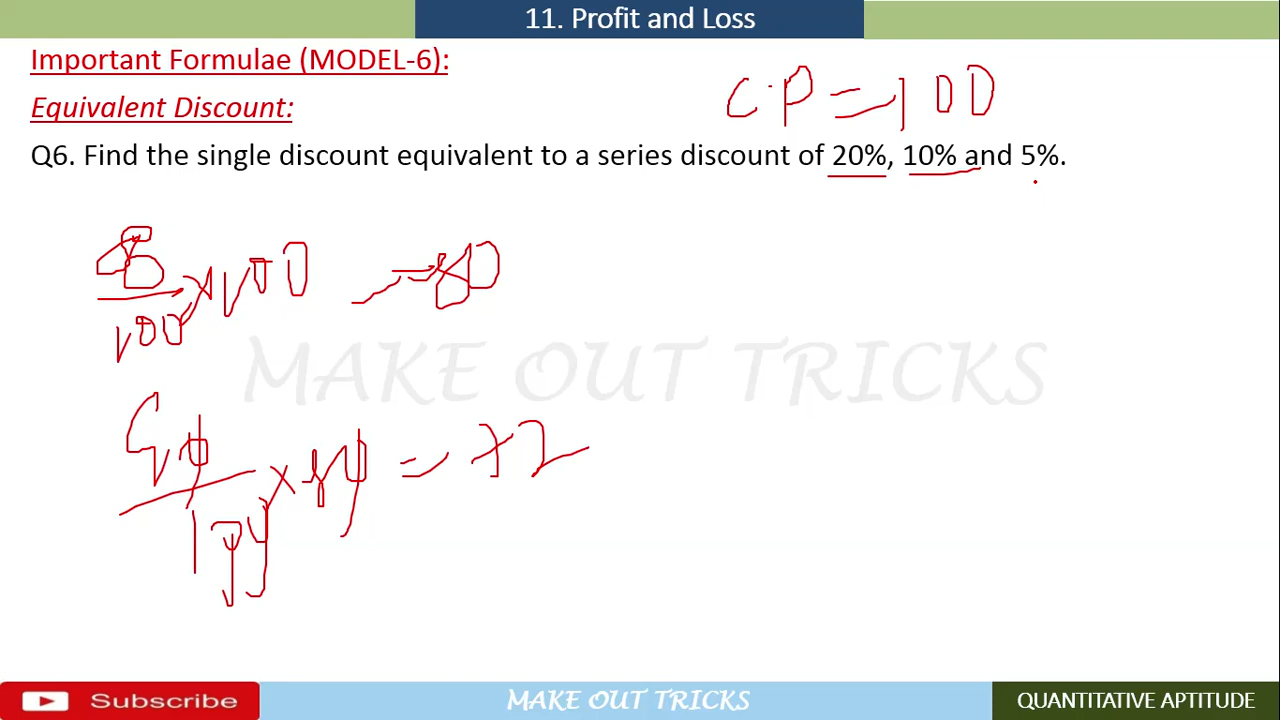 11. Profit and Loss
Important Formulae (MODEL-6):
C.P = 100
Equivalent Discount:
Q6. Find the single discount equivalent to a series discount of 20%, 10% and 5%.
80/100 × 100 = 80
MAKE OUT TRICKS
90/100 × 80 = 72
Subscribe
MAKE OUT TRICKS
QUANTITATIVE APTITUDE